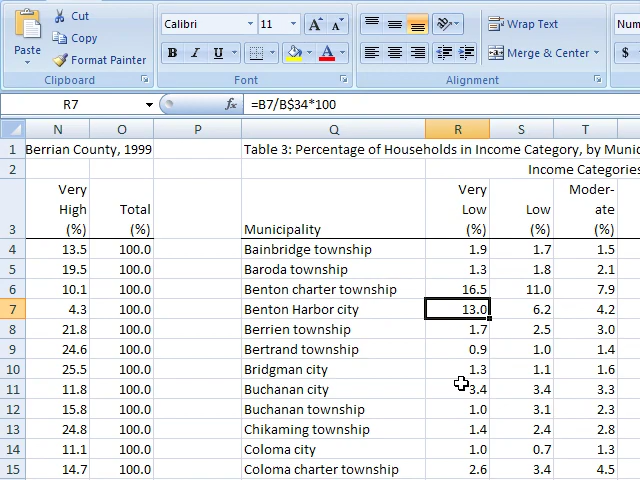 Cut
Copy
Format Painter
Paste
Clipboard
Calibri 11 A A
B I U A
Font
Wrap Text
Merge & Center
Alignment
$
R7 fx =B7/B$34*100
N O P Q R S T
1 Berrian County, 1999 Table 3: Percentage of Households in Income Category, by Munic
2 Income Categories
Very Very Moder-
High Total Low Low ate
3 (%) (%) Municipality (%) (%) (%)
4 13.5 100.0 Bainbridge township 1.9 1.7 1.5
5 19.5 100.0 Baroda township 1.3 1.8 2.1
6 10.1 100.0 Benton charter township 16.5 11.0 7.9
7 4.3 100.0 Benton Harbor city 13.0 6.2 4.2
8 21.8 100.0 Berrien township 1.7 2.5 3.0
9 24.6 100.0 Bertrand township 0.9 1.0 1.4
10 25.5 100.0 Bridgman city 1.3 1.1 1.6
11 11.8 100.0 Buchanan city 3.4 3.4 3.3
12 15.8 100.0 Buchanan township 1.0 3.1 2.3
13 24.8 100.0 Chikaming township 1.4 2.4 2.8
14 11.1 100.0 Coloma city 1.0 0.7 1.3
15 14.7 100.0 Coloma charter township 2.6 3.4 4.5